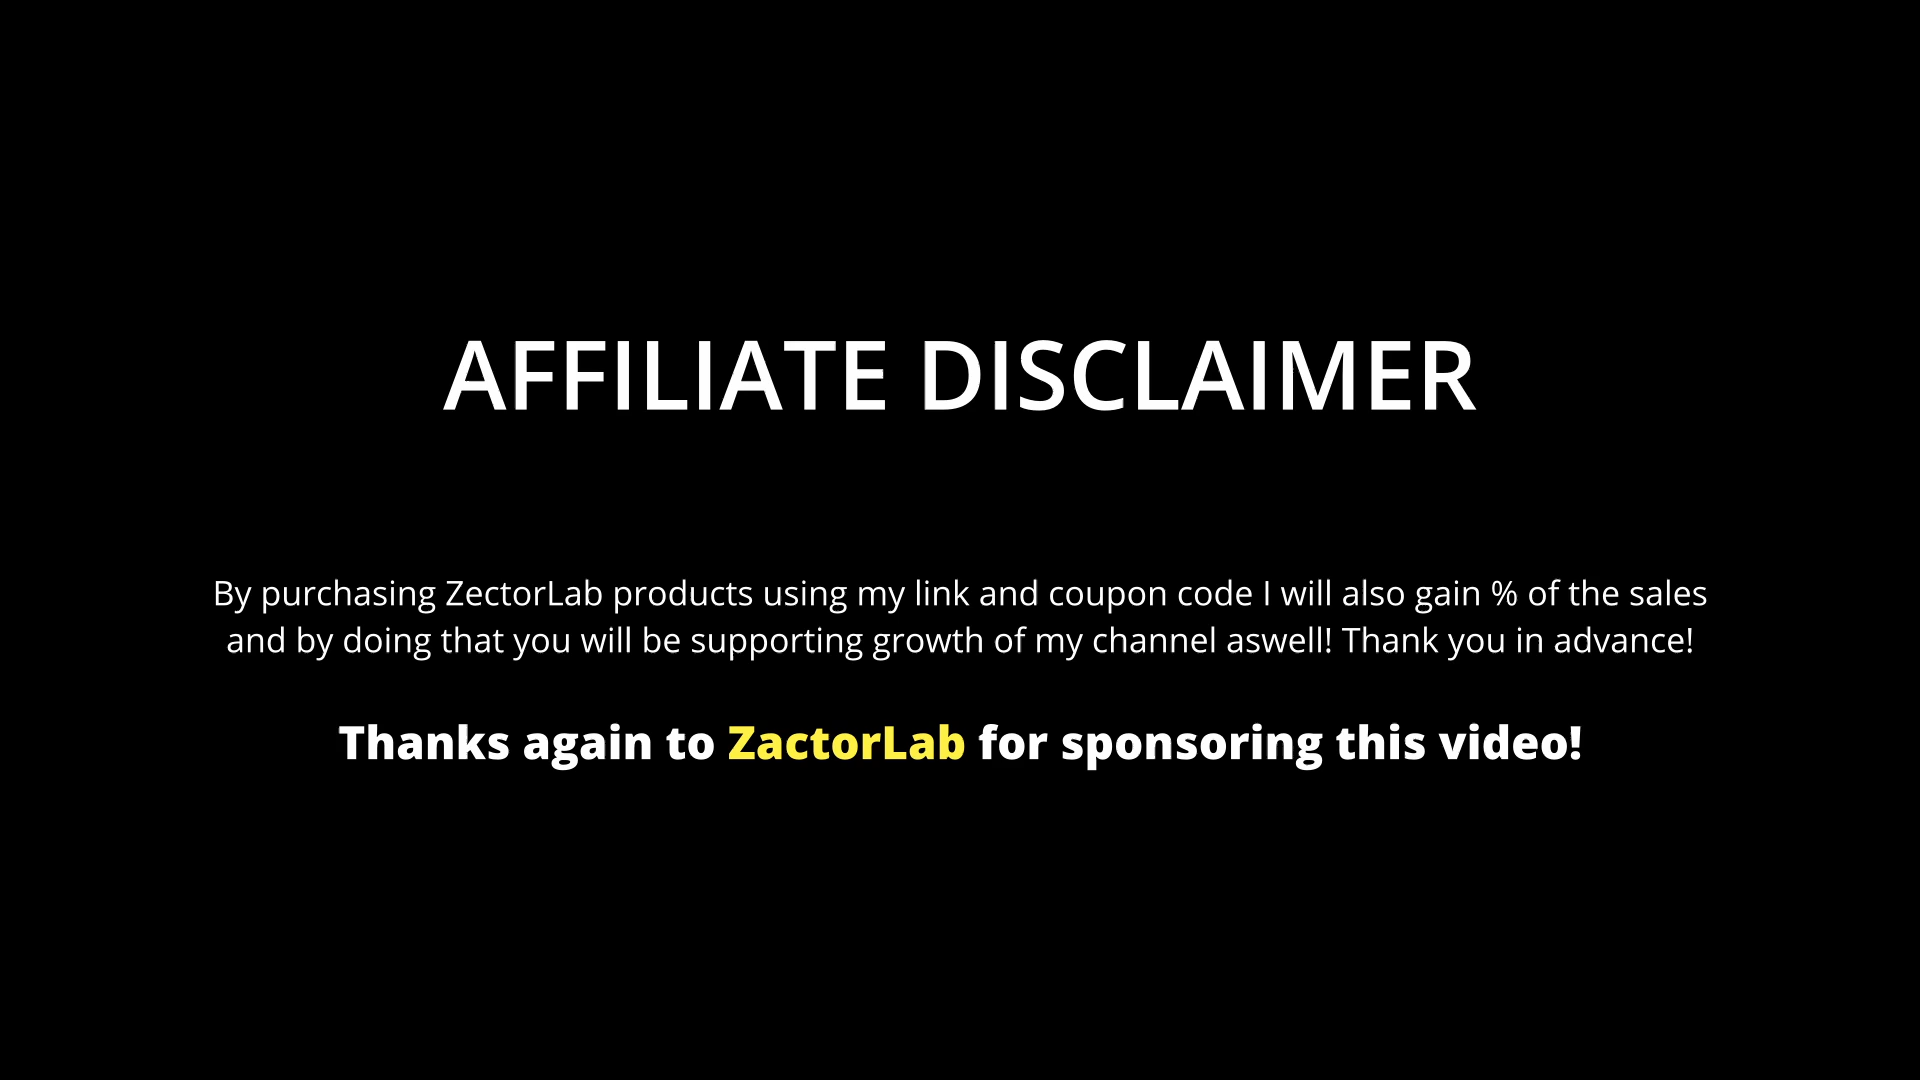 AFFILIATE DISCLAIMER
By purchasing ZectorLab products using my link and coupon code I will also gain % of the sales
and by doing that you will be supporting growth of my channel aswell! Thank you in advance!
Thanks again to ZactorLab for sponsoring this video!